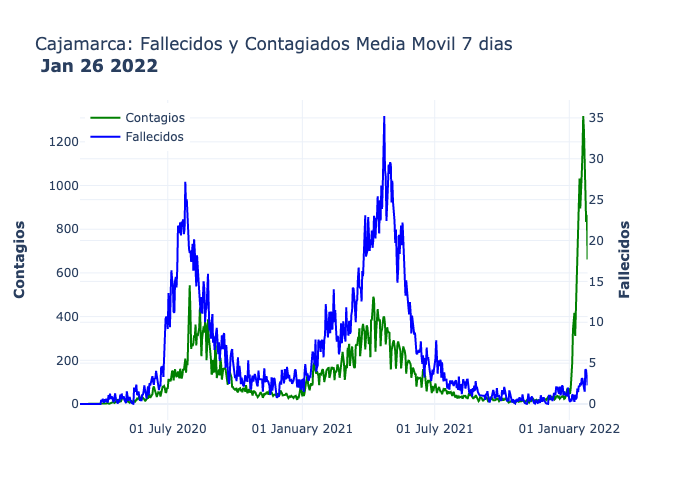 Cajamarca: Fallecidos y Contagiados Media Movil 7 dias
Jan 26 2022
Contagios
Fallecidos
1200
1000
800
600
400
200
0
35
30
25
20
15
10
5
0
Contagios
Fallecidos
01 July 2020
01 January 2021
01 July 2021
01 January 2022